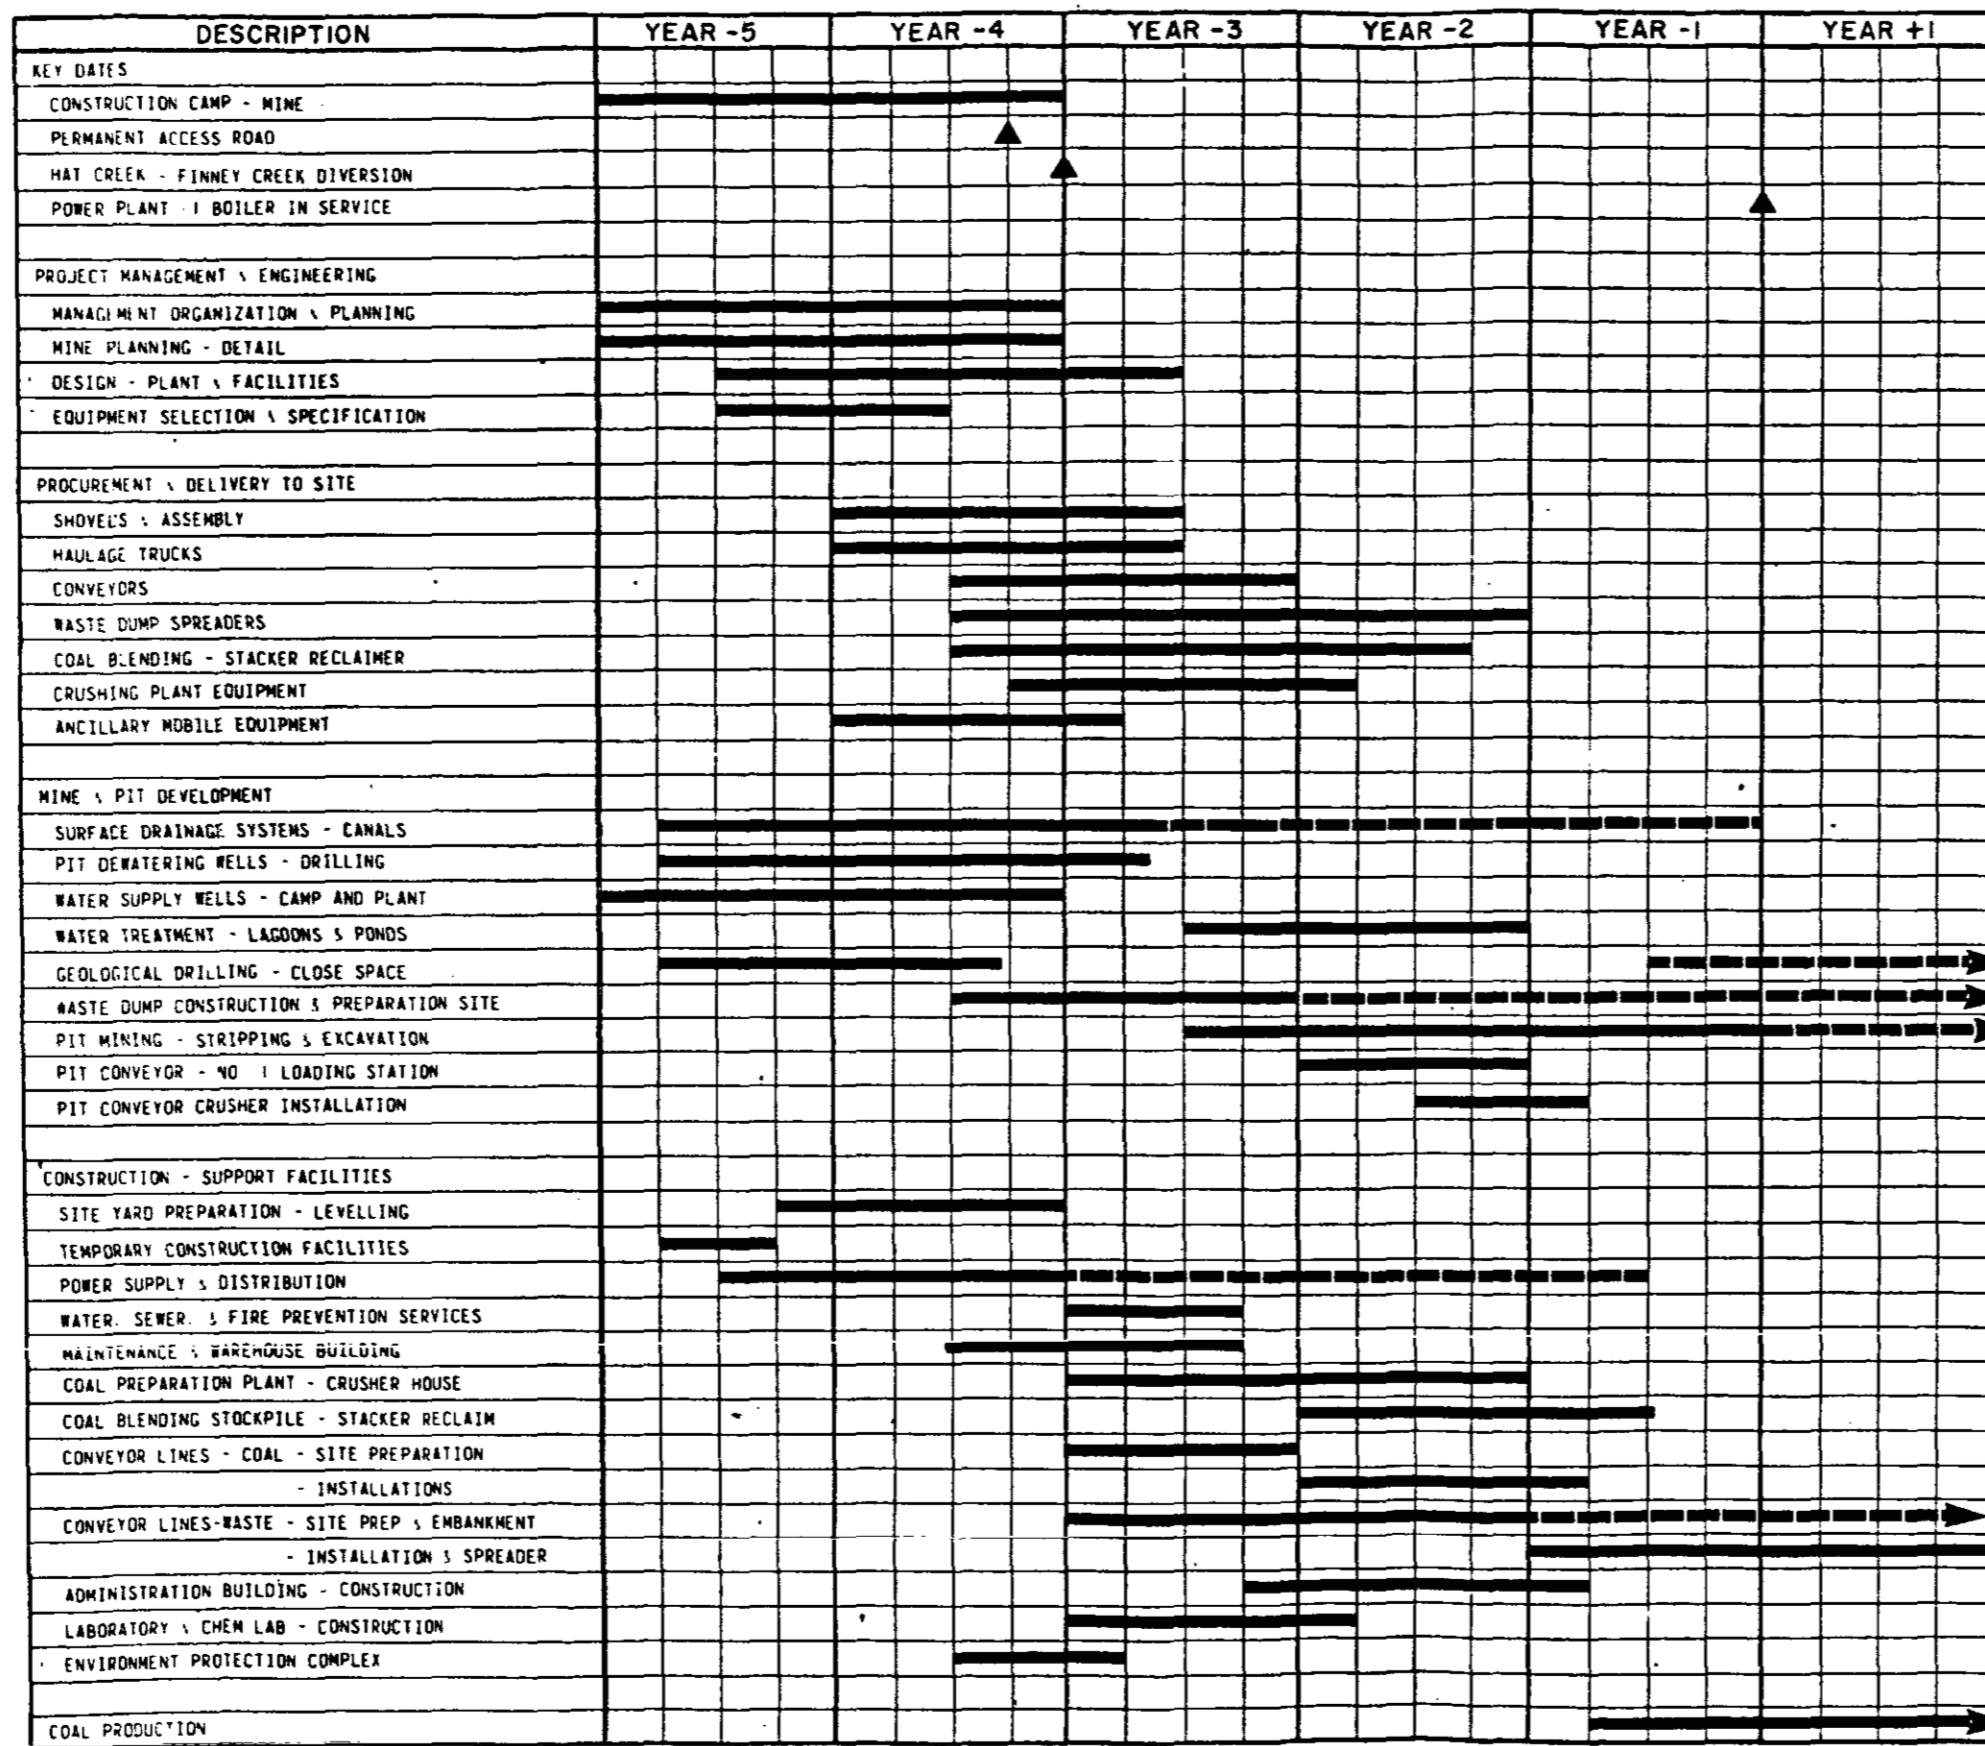 DESCRIPTION YEAR -5 YEAR -4 YEAR -3 YEAR -2 YEAR -1 YEAR +1
KEY DATES
CONSTRUCTION CAMP - MINE
PERMANENT ACCESS ROAD
HAT CREEK - FINNEY CREEK DIVERSION
POWER PLANT - 1 BOILER IN SERVICE
PROJECT MANAGEMENT & ENGINEERING
MANAGEMENT ORGANIZATION & PLANNING
MINE PLANNING - DETAIL
DESIGN - PLANT & FACILITIES
EQUIPMENT SELECTION & SPECIFICATION
PROCUREMENT & DELIVERY TO SITE
SHOVELS & ASSEMBLY
HAULAGE TRUCKS
CONVEYORS
WASTE DUMP SPREADERS
COAL BLENDING - STACKER RECLAIMER
CRUSHING PLANT EQUIPMENT
ANCILLARY MOBILE EQUIPMENT
MINE & PIT DEVELOPMENT
SURFACE DRAINAGE SYSTEMS - CANALS
PIT DEWATERING WELLS - DRILLING
WATER SUPPLY WELLS - CAMP AND PLANT
WATER TREATMENT - LAGOONS & PONDS
GEOLOGICAL DRILLING - CLOSE SPACE
WASTE DUMP CONSTRUCTION & PREPARATION SITE
PIT MINING - STRIPPING & EXCAVATION
PIT CONVEYOR - NO 1 LOADING STATION
PIT CONVEYOR CRUSHER INSTALLATION
CONSTRUCTION - SUPPORT FACILITIES
SITE YARD PREPARATION - LEVELLING
TEMPORARY CONSTRUCTION FACILITIES
POWER SUPPLY & DISTRIBUTION
WATER. SEWER. & FIRE PREVENTION SERVICES
MAINTENANCE & WAREHOUSE BUILDING
COAL PREPARATION PLANT - CRUSHER HOUSE
COAL BLENDING STOCKPILE - STACKER RECLAIM
CONVEYOR LINES - COAL - SITE PREPARATION
- INSTALLATIONS
CONVEYOR LINES-WASTE - SITE PREP & EMBANKMENT
- INSTALLATION & SPREADER
ADMINISTRATION BUILDING - CONSTRUCTION
LABORATORY & CHEM LAB - CONSTRUCTION
ENVIRONMENT PROTECTION COMPLEX
COAL PRODUCTION